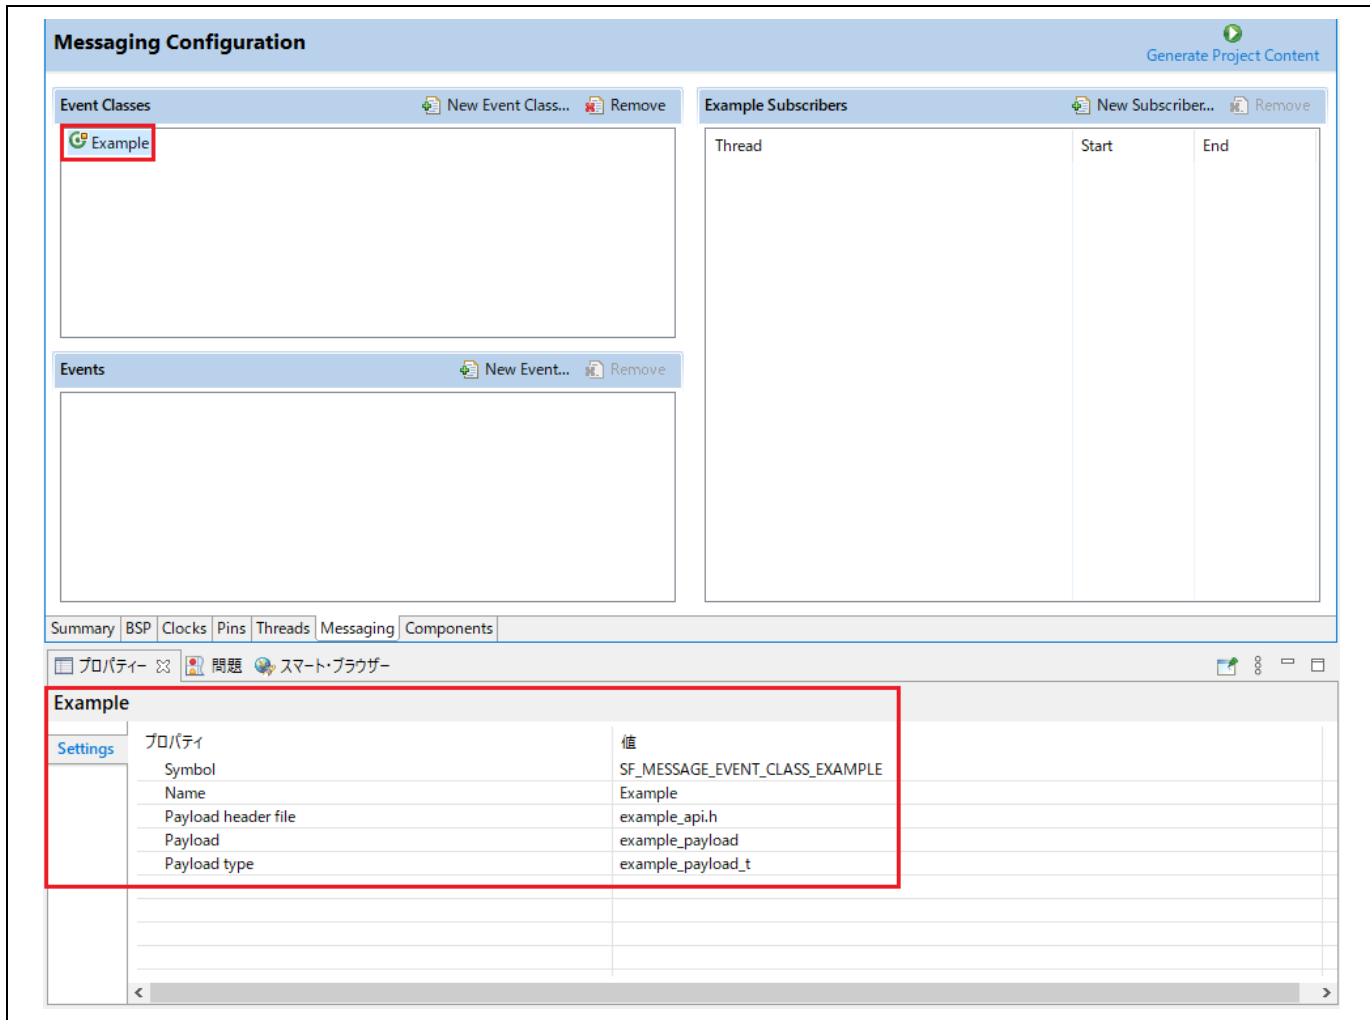 Messaging Configuration
Generate Project Content
Event Classes
New Event Class...
Remove
Example
Example Subscribers
New Subscriber...
Remove
Thread
Start
End
Events
New Event...
Remove
Summary BSP Clocks Pins Threads Messaging Components
プロパティー 問題 スマート・ブラウザー
Example
Settings
プロパティ 値
Symbol SF_MESSAGE_EVENT_CLASS_EXAMPLE
Name Example
Payload header file example_api.h
Payload example_payload
Payload type example_payload_t